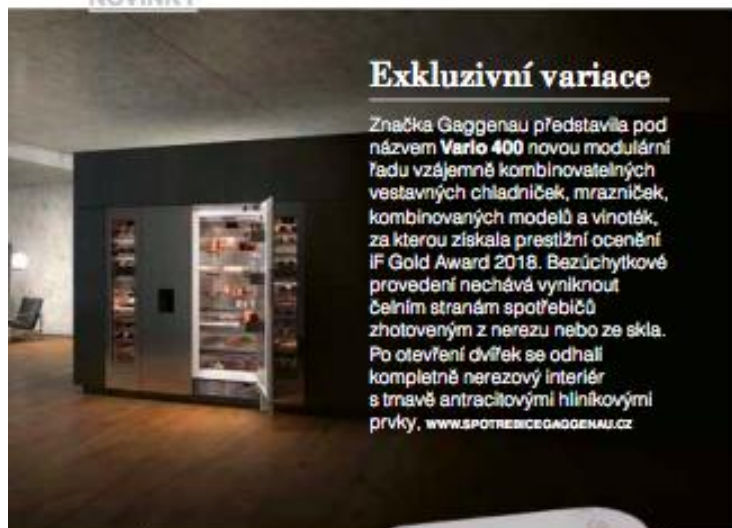 NOVINKY
Exkluzivní variace
Značka Gaggenau představila pod
názvem Vario 400 novou modulární
řadu vzájemně kombinovatelných
vestavných chladniček, mrazniček,
kombinovaných modelů a vinoték,
za kterou získala prestižní ocenění
iF Gold Award 2018. Bezúchytkové
provedení nechává vyniknout
čelním stranám spotřebičů
zhotoveným z nerezu nebo ze skla.
Po otevření dvířek se odhalí
kompletně nerezový interiér
s tmavě antracitovými hliníkovými
prvky, WWW.SPOTREBICEGAGGENAU.CZ